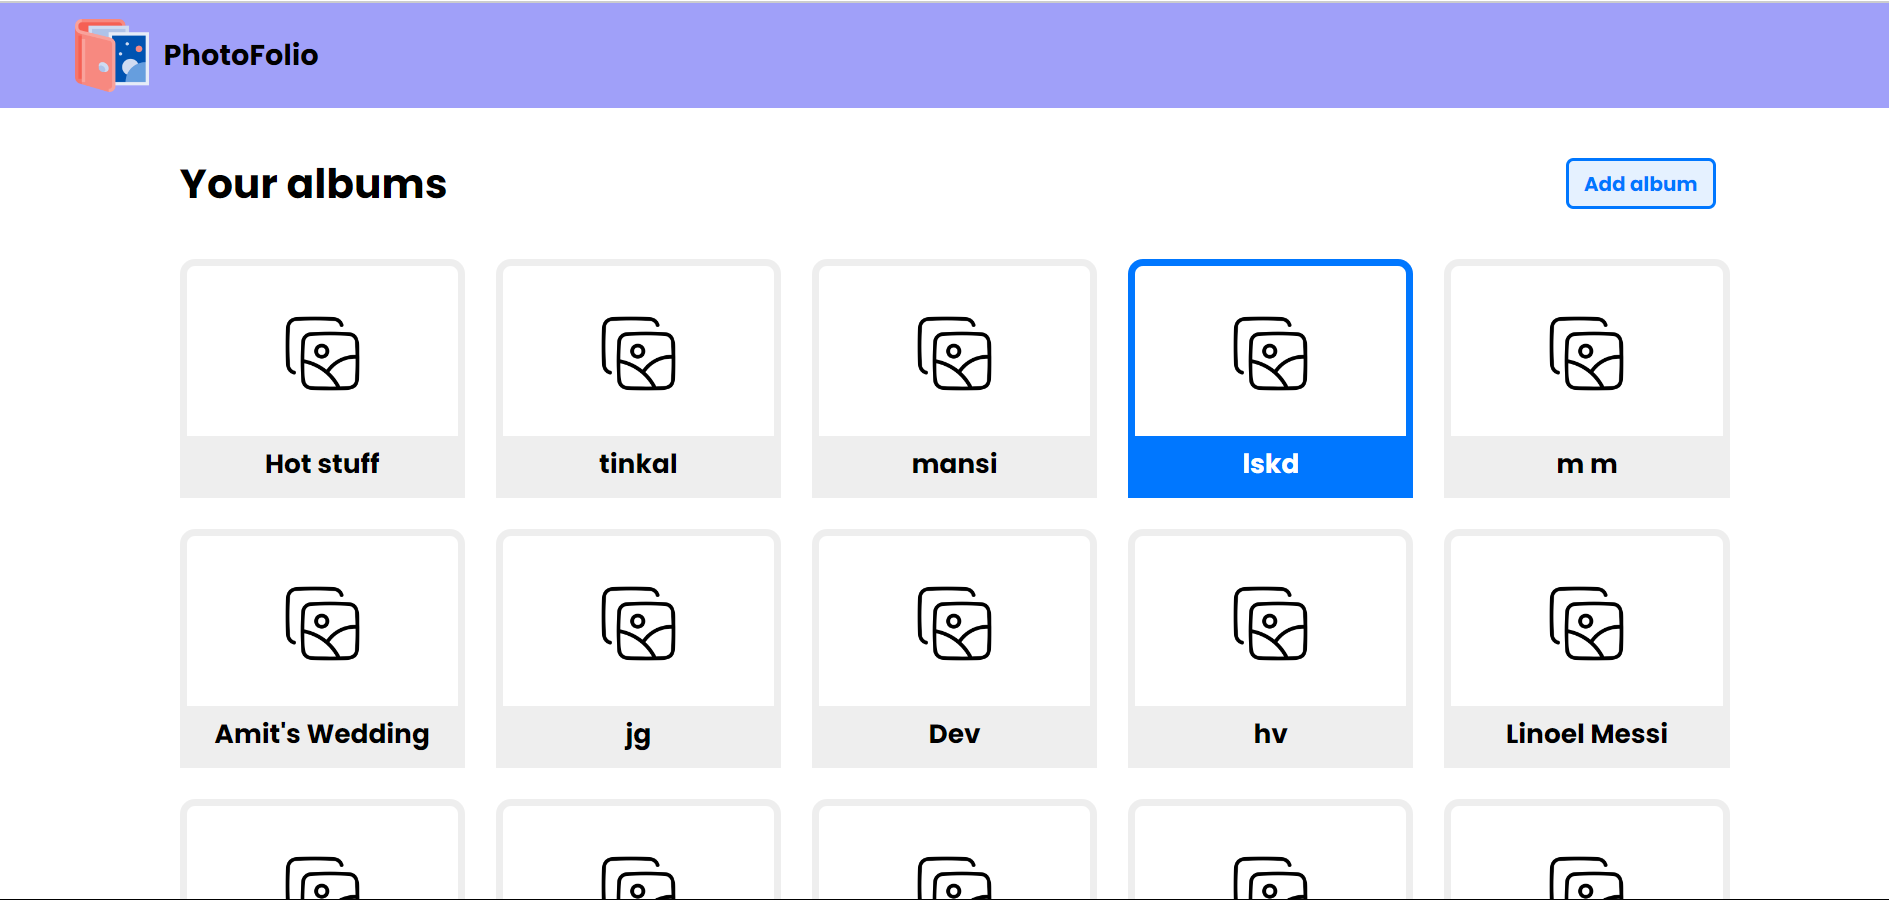 PhotoFolio
Your albums
Add album
Hot stuff
tinkal
mansi
lskd
m m
Amit's Wedding
jg
Dev
hv
Linoel Messi